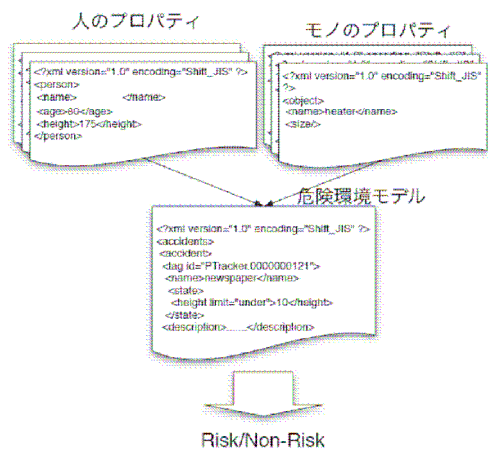 人のプロパティ
<?xml version="1.0" encoding="Shift_JIS" ?>
<person>
<name> </name>
<age>80</age>
<height>175</height>
</person>
モノのプロパティ
<?xml version="1.0" encoding="Shift_JIS"
?>
<object>
<name>heater</name>
<size/>
危険環境モデル
<?xml version="1.0" encoding="Shift_JIS" ?>
<accidents>
<accident>
<tag id="PTracker.0000000121">
<name>newspaper</name>
<state>
<height limit="under">10</height>
</state>
<description>......</description>
Risk/Non-Risk